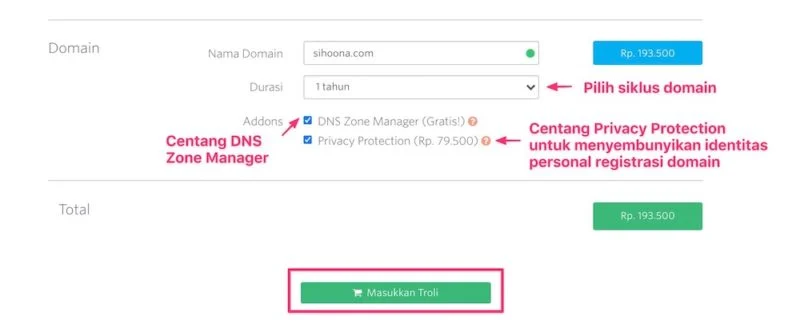 Domain
Nama Domain
sihoona.com
Rp. 193.500
Durasi
1 tahun
Pilih siklus domain
Addons
DNS Zone Manager (Gratis!)
Privacy Protection (Rp. 79.500)
Centang DNS
Zone Manager
Centang Privacy Protection
untuk menyembunyikan identitas
personal registrasi domain
Total
Rp. 193.500
Masukkan Troli